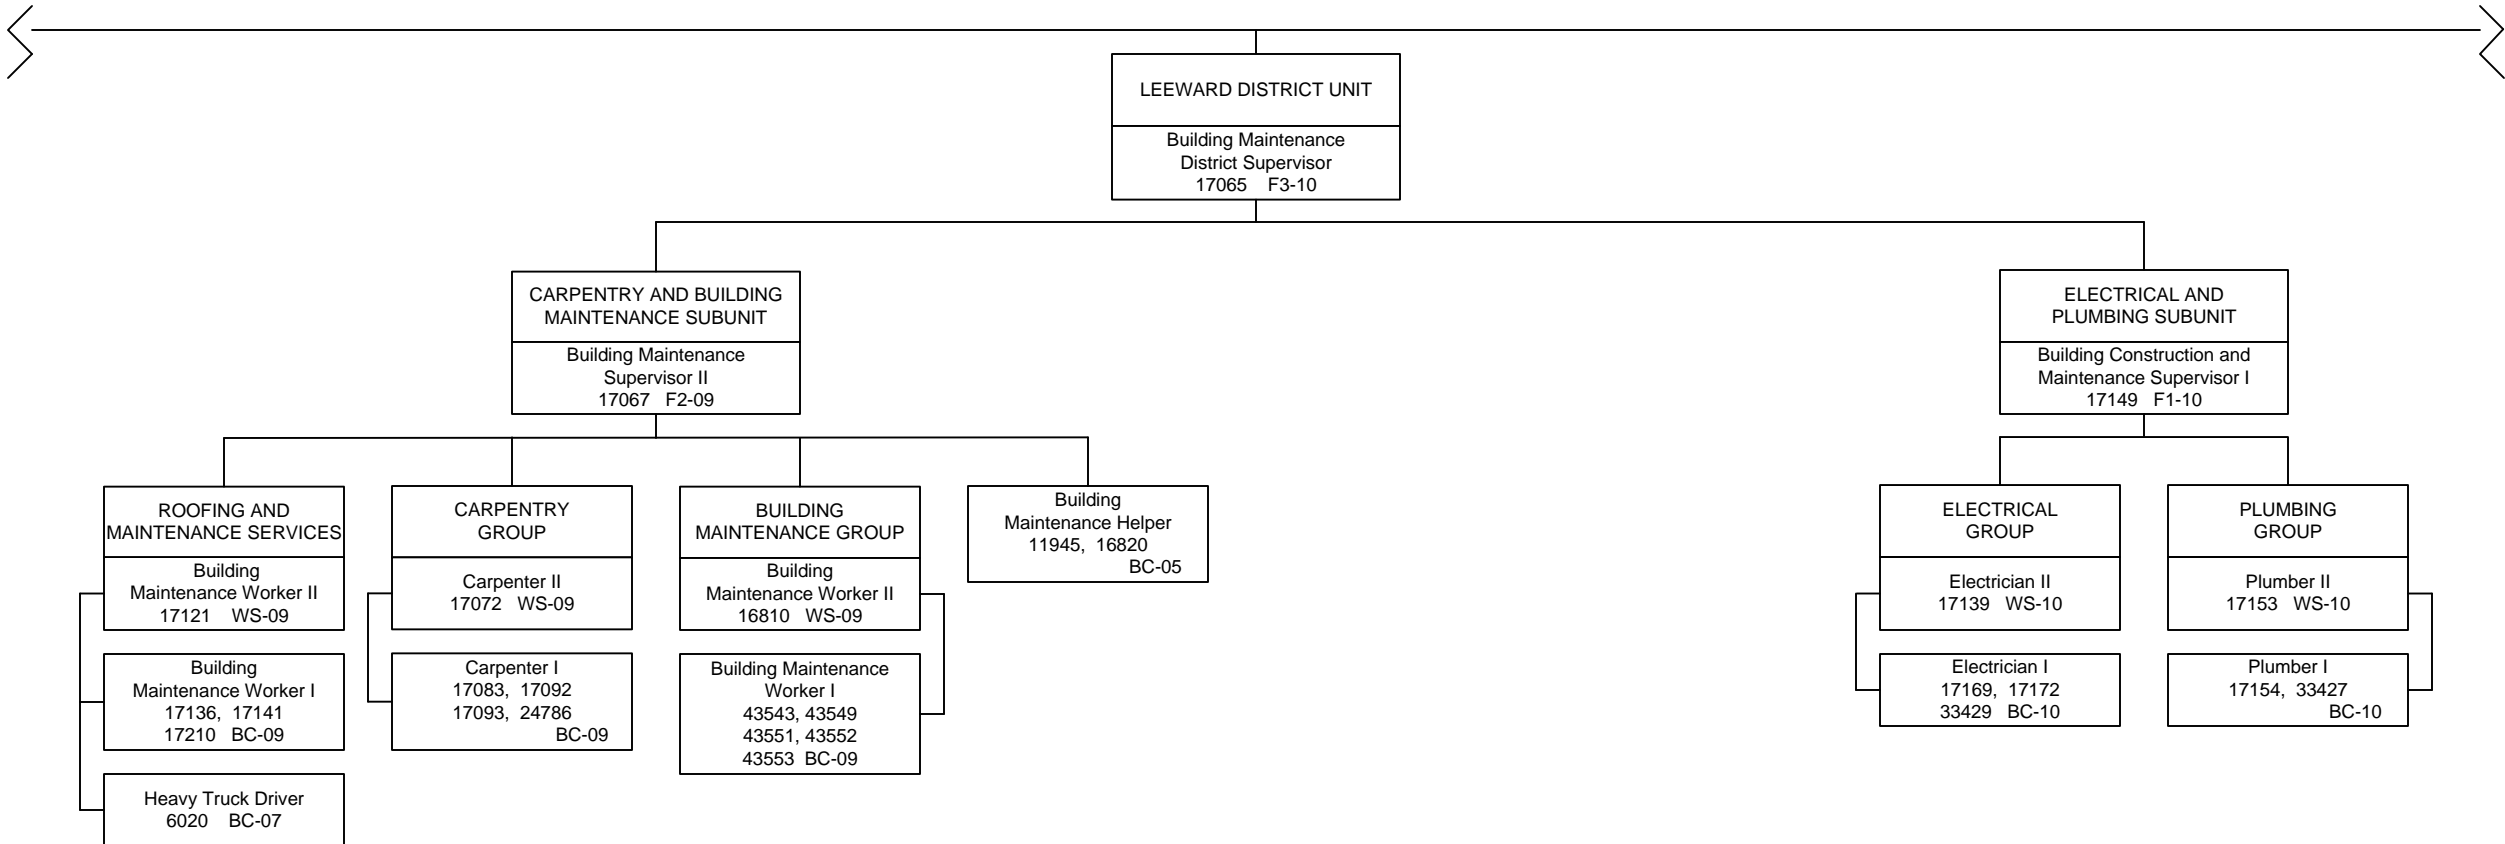 LEEWARD DISTRICT UNIT
Building Maintenance
District Supervisor
17065 F3-10
CARPENTRY AND BUILDING
MAINTENANCE SUBUNIT
Building Maintenance
Supervisor II
17067 F2-09
ELECTRICAL AND
PLUMBING SUBUNIT
Building Construction and
Maintenance Supervisor I
17149 F1-10
ROOFING AND
MAINTENANCE SERVICES
Building
Maintenance Worker II
17121 WS-09
Building
Maintenance Worker I
17136, 17141
17210 BC-09
Heavy Truck Driver
6020 BC-07
CARPENTRY
GROUP
Carpenter II
17072 WS-09
Carpenter I
17083, 17092
17093, 24786
BC-09
BUILDING
MAINTENANCE GROUP
Building
Maintenance Worker II
16810 WS-09
Building Maintenance
Worker I
43543, 43549
43551, 43552
43553 BC-09
Building
Maintenance Helper
11945, 16820
BC-05
ELECTRICAL
GROUP
Electrician II
17139 WS-10
Electrician I
17169, 17172
33429 BC-10
PLUMBING
GROUP
Plumber II
17153 WS-10
Plumber I
17154, 33427
BC-10